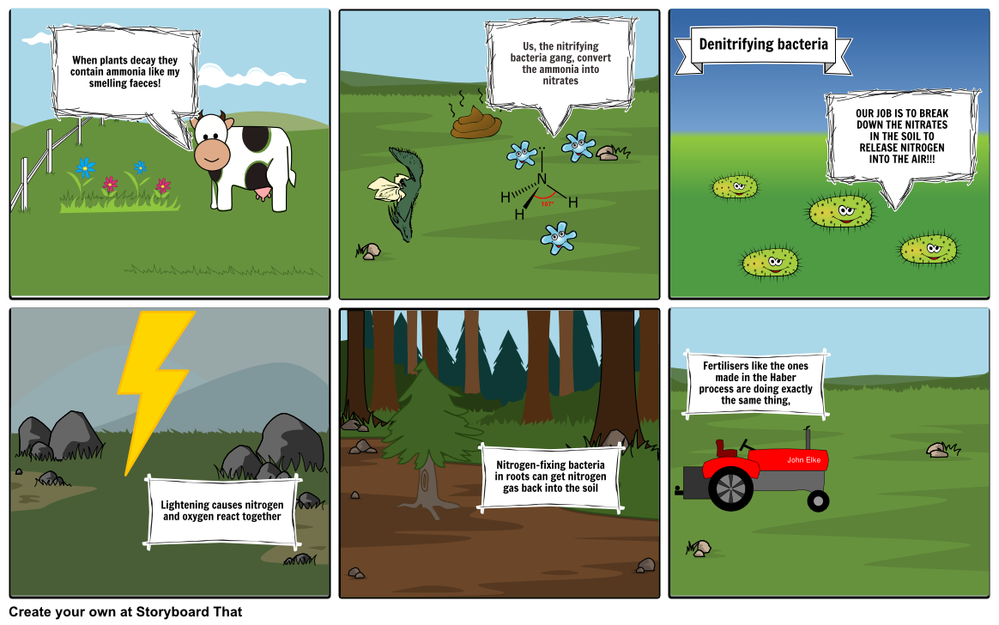 When plants decay they
contain ammonia like my
smelling faeces!
Us, the nitrifying
bacteria gang, convert
the ammonia into
nitrates
N
H
H
H
107°
Denitrifying bacteria
OUR JOB IS TO BREAK
DOWN THE NITRATES
IN THE SOIL TO
RELEASE NITROGEN
INTO THE AIR!!!
Lightening causes nitrogen
and oxygen react together
Nitrogen-fixing bacteria
in roots can get nitrogen
gas back into the soil
Fertilisers like the ones
made in the Haber
process are doing exactly
the same thing,
John Elke
Create your own at Storyboard That